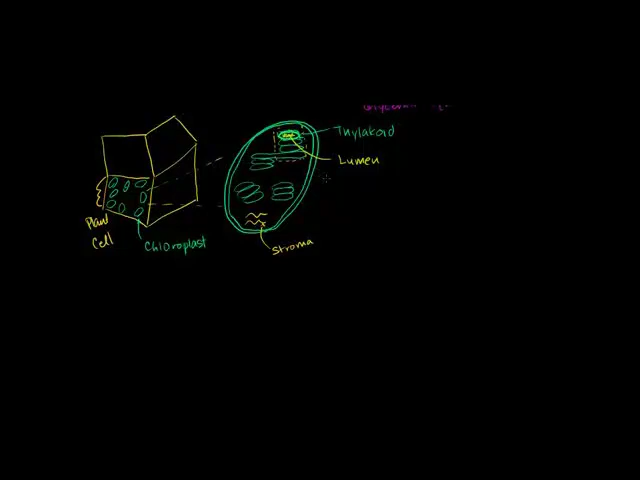 Thylakoid
Lumen
Plant
Cell
Chloroplast
Stroma